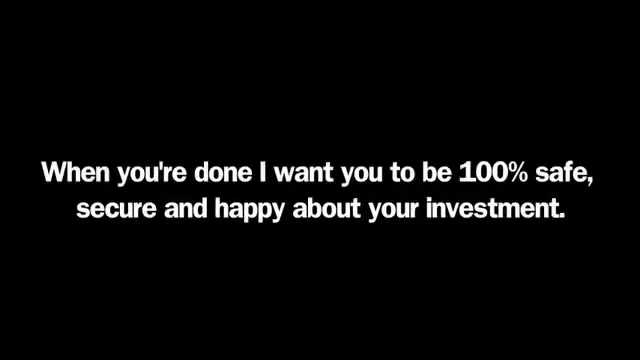 When you're done I want you to be 100% safe,
secure and happy about your investment.